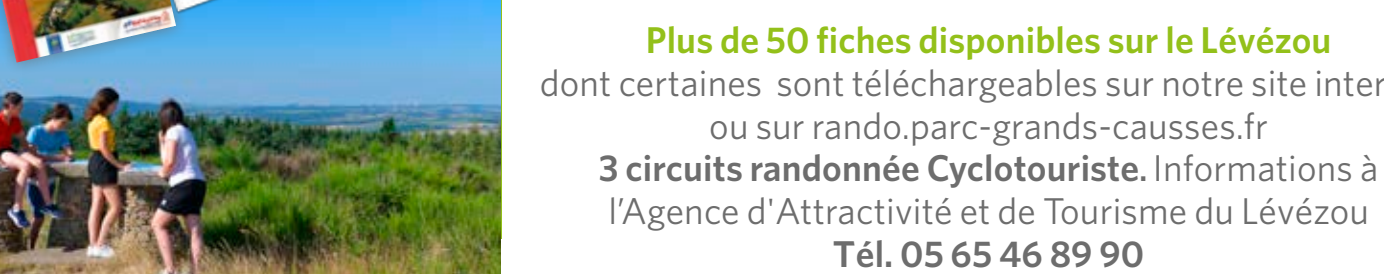 Plus de 50 fiches disponibles sur le Lévézou
dont certaines sont téléchargeables sur notre site inter
ou sur rando.parc-grands-causses.fr
3 circuits randonnée Cyclotouriste. Informations à
l'Agence d'Attractivité et de Tourisme du Lévézou
Tél. 05 65 46 89 90